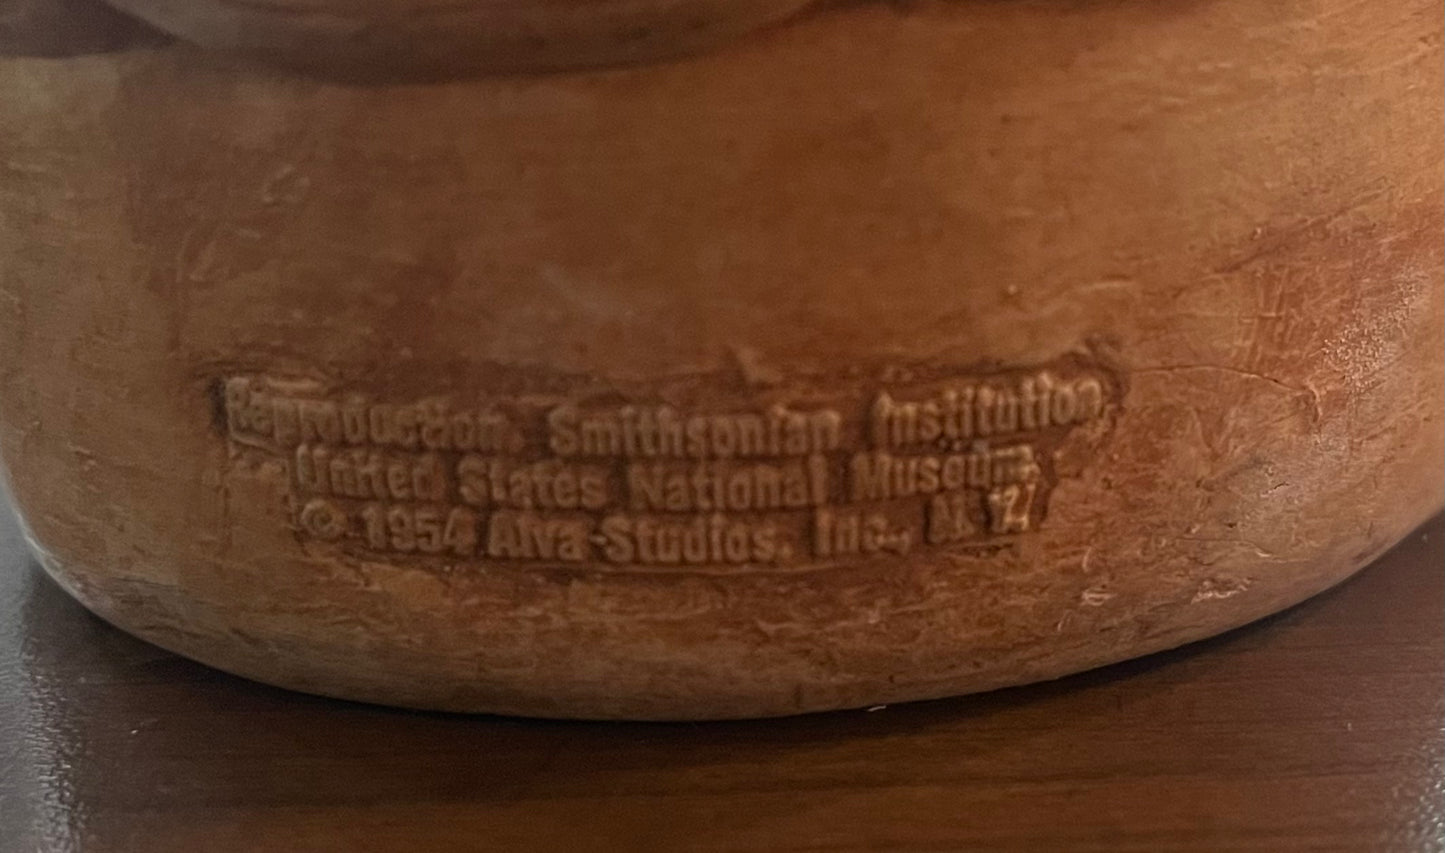 Reproduction, Smithsonian Institution,
United States National Museum,
© 1954 Alva-Studios, Inc.,